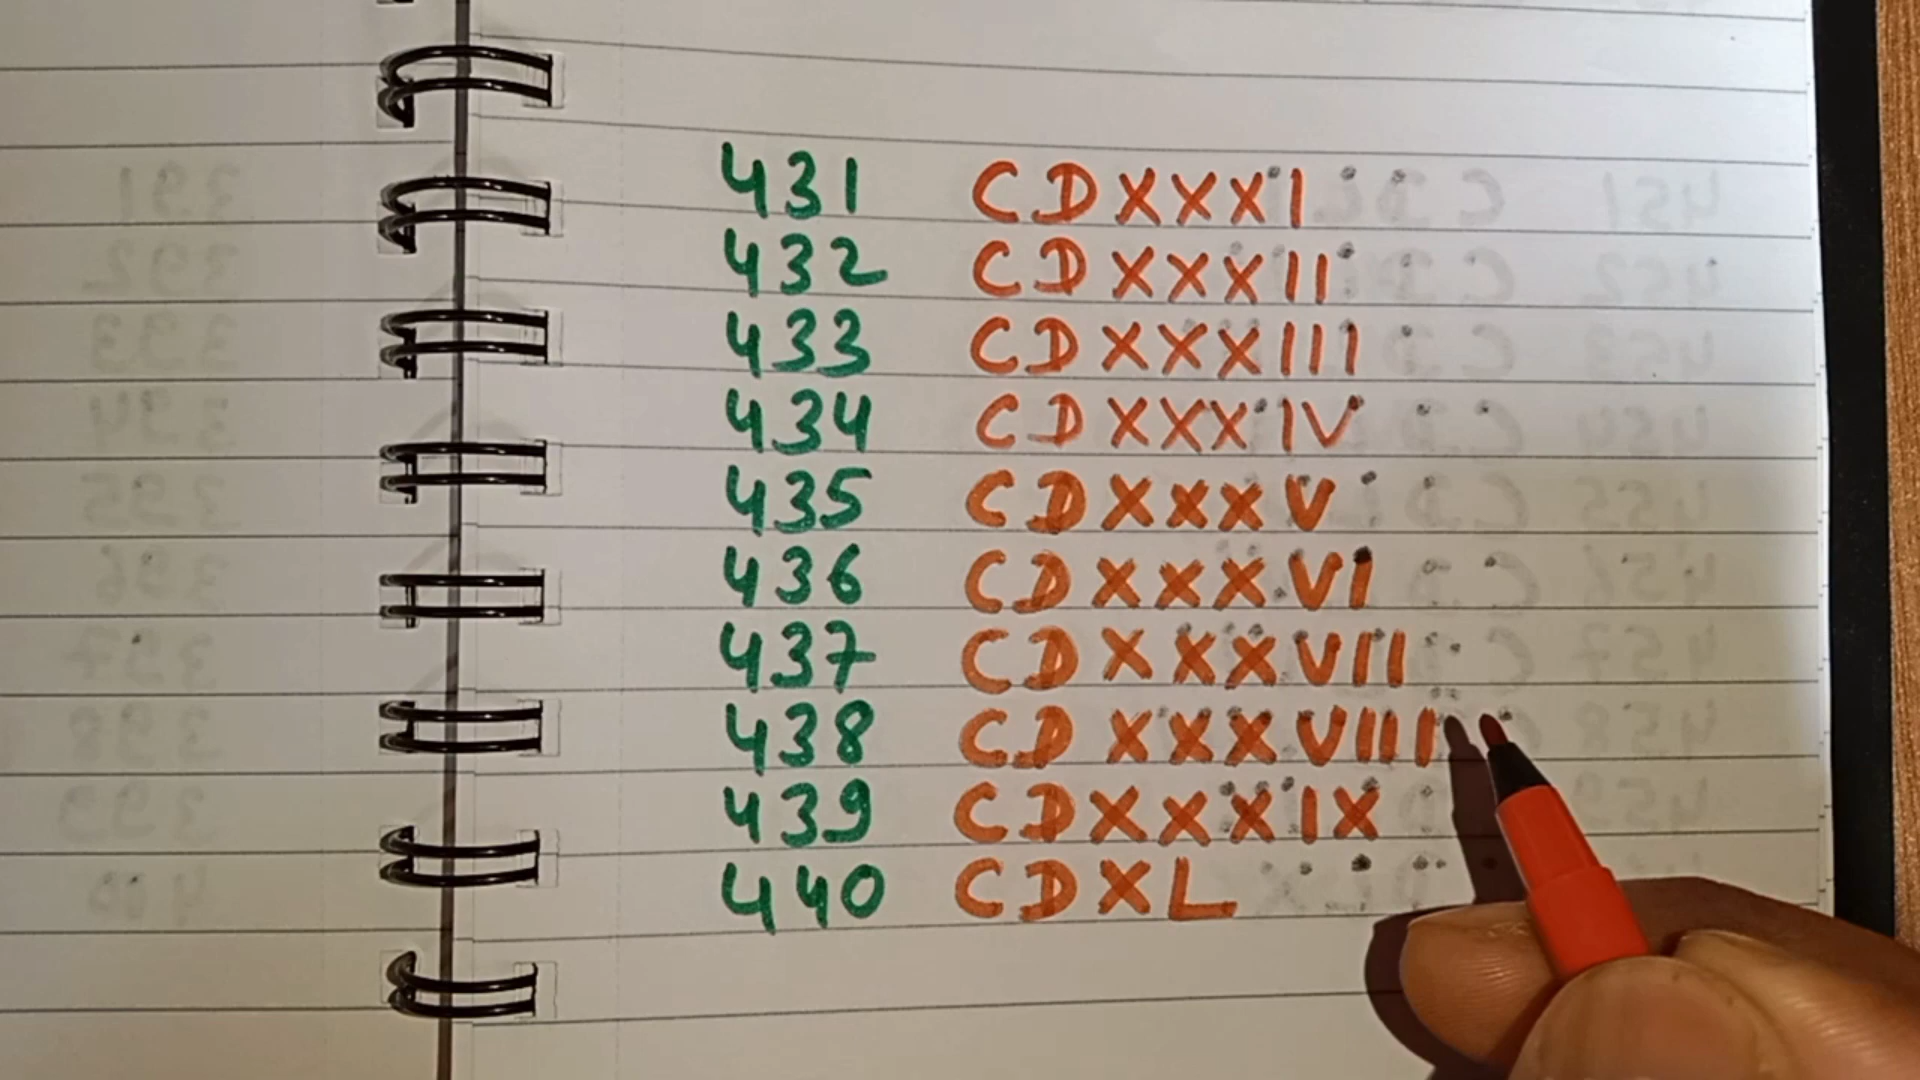 431 CDXXXI
432 CDXXXII
433 CDXXXIII
434 CDXXXIV
435 CDXXXV
436 CDXXXVI
437 CDXXXVII
438 CDXXXVIII
439 CDXXXIX
440 CDXL